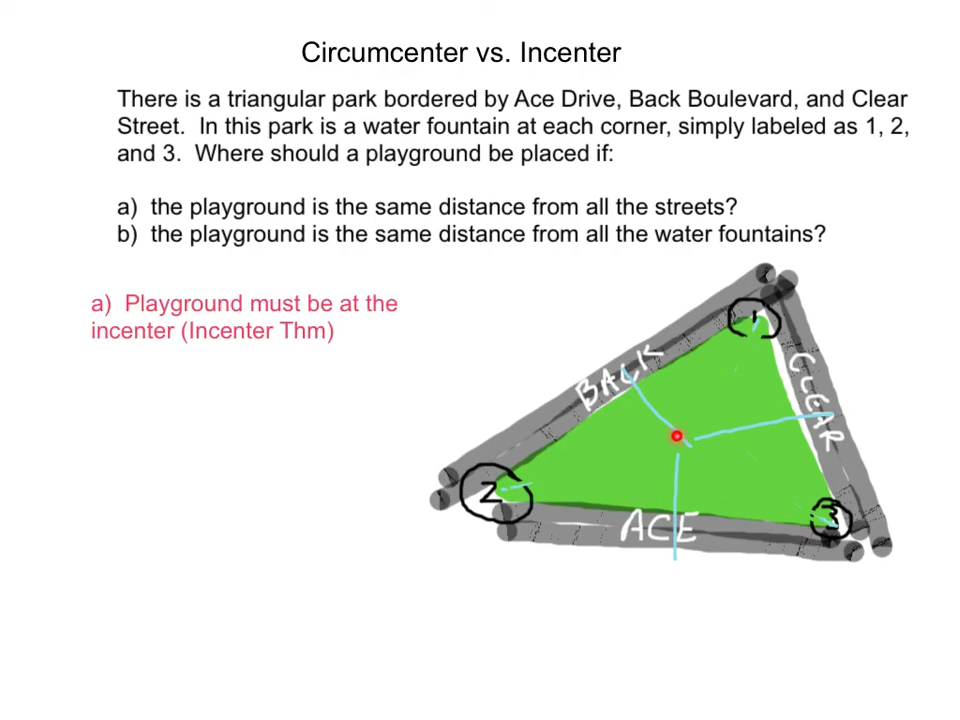 Circumcenter vs. Incenter
There is a triangular park bordered by Ace Drive, Back Boulevard, and Clear
Street.  In this park is a water fountain at each corner, simply labeled as 1, 2,
and 3.  Where should a playground be placed if:
a)  the playground is the same distance from all the streets?
b)  the playground is the same distance from all the water fountains?
a)  Playground must be at the
incenter (Incenter Thm)
1
BACK
CLEAR
2
3
ACE